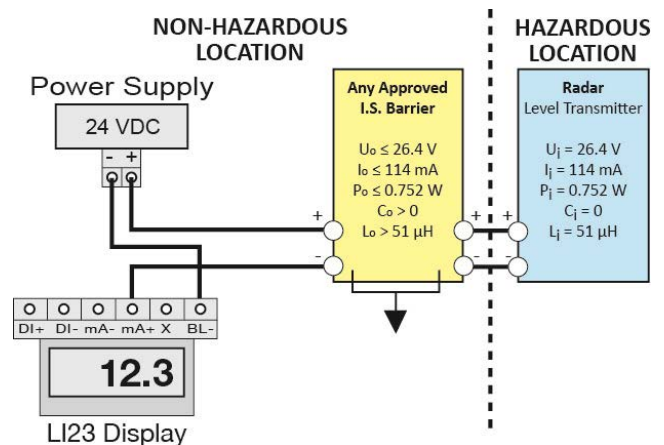 NON-HAZARDOUS
LOCATION
HAZARDOUS
LOCATION
Power Supply
24 VDC
- +
Any Approved
I.S. Barrier
Uo ≤ 26.4 V
Io ≤ 114 mA
Po ≤ 0.752 W
Co > 0
Lo > 51 µH
+ + +
- - -
Radar
Level Transmitter
Ui = 26.4 V
Ii = 114 mA
Pi = 0.752 W
Ci = 0
Li = 51 µH
DI+ DI- mA- mA+ X BL-
12.3
LI23 Display